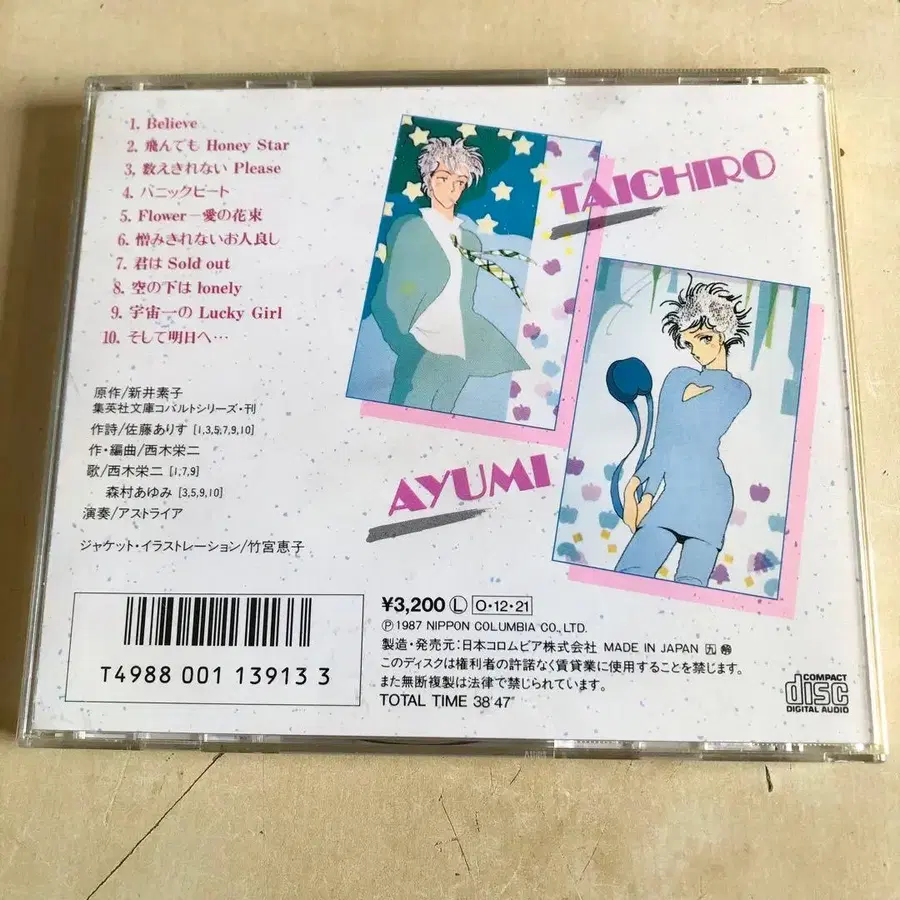 1. Believe
2. 飛んでも Honey Star
3. 数えきれない Please
4. パニックビート
5. Flower－愛の花束
6. 憎みきれないお人良し
7. 君は Sold out
8. 空の下は lonely
9. 宇宙一の Lucky Girl
10. そして明日へ…
TAICHIRO
AYUMI
原作/新井素子
集英社文庫コバルトシリーズ・刊
作詩/佐藤ありす [1,3,5,7,9,10]
作・編曲/西木栄二
歌/西木栄二 [1,7,9]
森村あゆみ [3,5,9,10]
演奏/アストライア
ジャケット・イラストレーション/竹宮恵子
T4988 001 13913 3
¥3,200 Ⓛ O・12・21
Ⓟ 1987 NIPPON COLUMBIA CO.,LTD.
製造・発売元:日本コロムビア株式会社 MADE IN JAPAN
このディスクは権利者の許諾なく賃貸業に使用することを禁じます。
また無断複製は法律で禁じられています。
TOTAL TIME 38'47"
COMPACT
disc
DIGITAL AUDIO